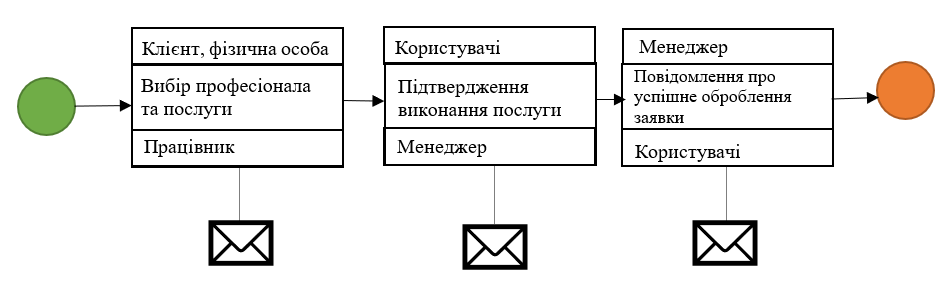 Клієнт, фізична особа
Вибір професіонала
та послуги
Працівник
Користувачі
Підтвердження
виконання послуги
Менеджер
Менеджер
Повідомлення про
успішне оброблення
заявки
Користувачі